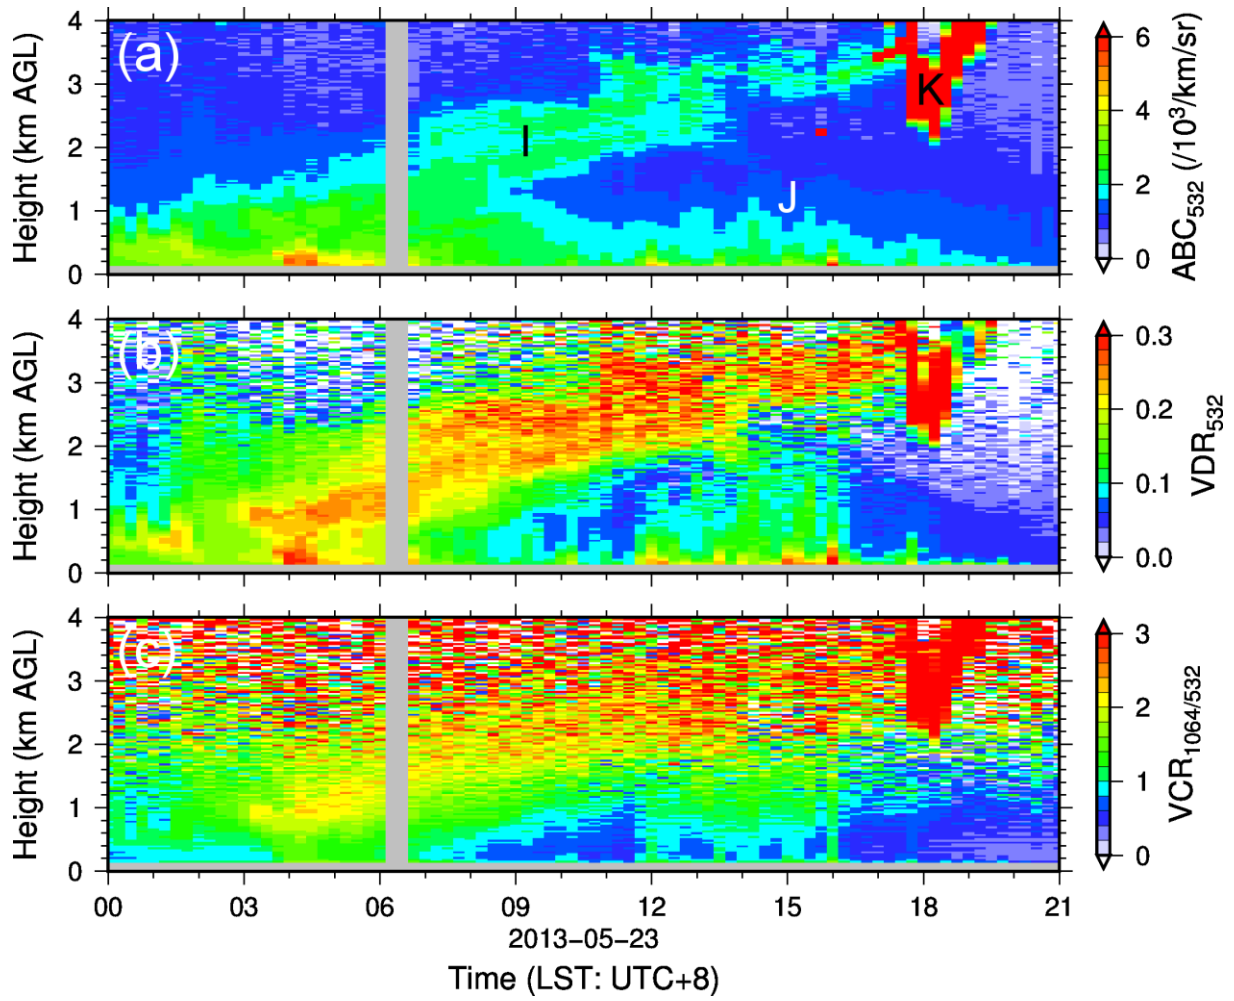 (a)
Height (km AGL)
4
3
2
1
0
I
J
K
6
4
2
0
ABC532 (/10³/km/sr)
(b)
Height (km AGL)
4
3
2
1
0
0.3
0.2
0.1
0.0
VDR532
(c)
Height (km AGL)
4
3
2
1
0
3
2
1
0
VCR1064/532
00 03 06 09 12 15 18 21
2013-05-23
Time (LST: UTC+8)